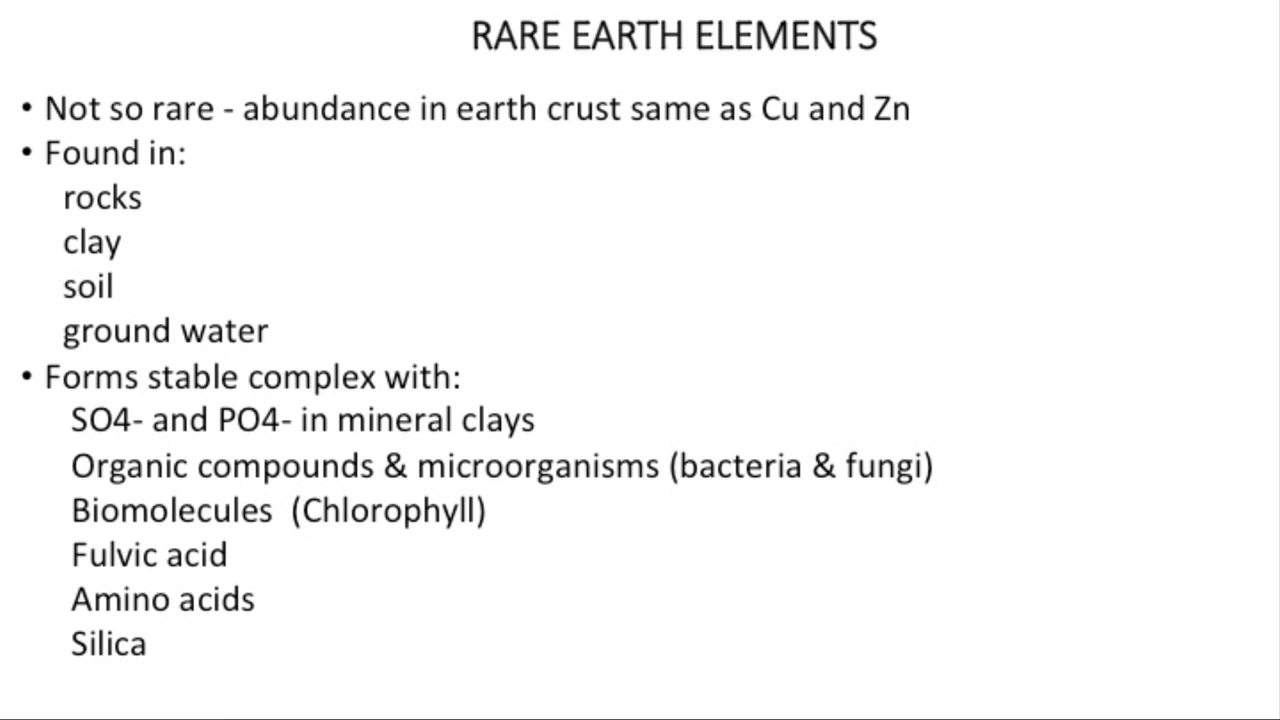 RARE EARTH ELEMENTS
• Not so rare - abundance in earth crust same as Cu and Zn
• Found in:
rocks
clay
soil
ground water
• Forms stable complex with:
SO4- and PO4- in mineral clays
Organic compounds & microorganisms (bacteria & fungi)
Biomolecules (Chlorophyll)
Fulvic acid
Amino acids
Silica